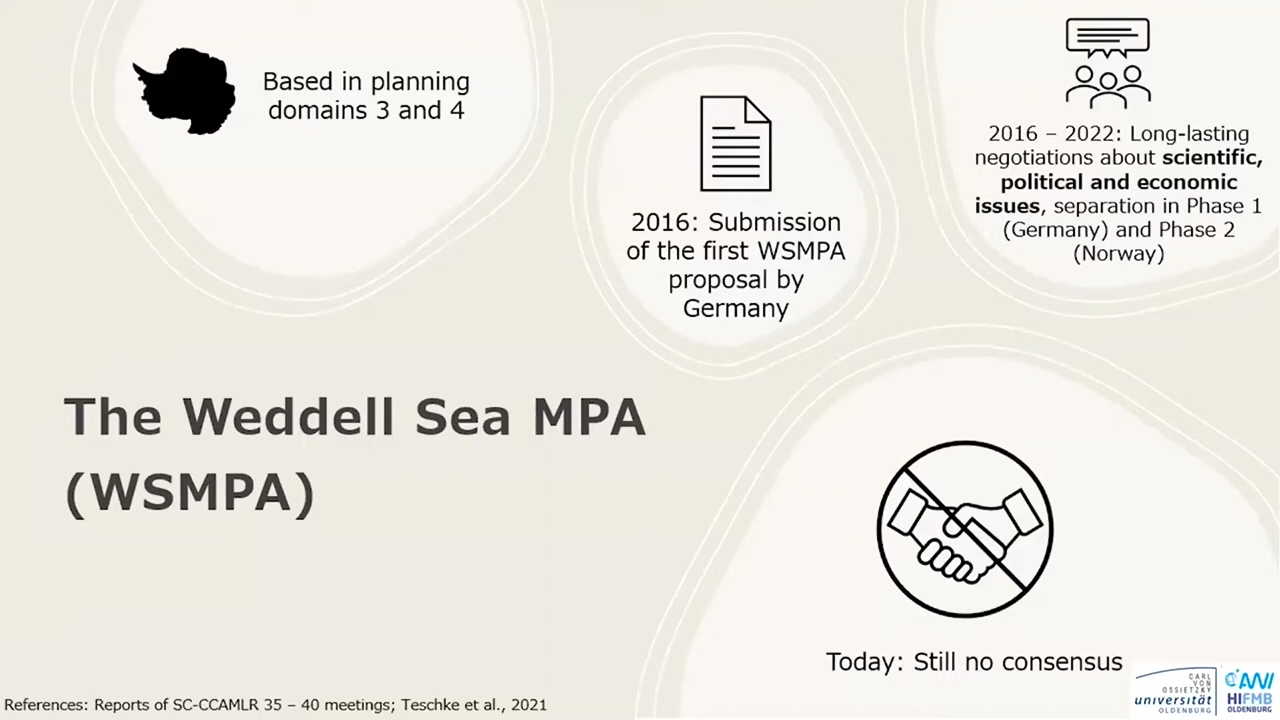 Based in planning
domains 3 and 4
2016: Submission
of the first WSMPA
proposal by
Germany
2016 – 2022: Long-lasting
negotiations about scientific,
political and economic
issues, separation in Phase 1
(Germany) and Phase 2
(Norway)
The Weddell Sea MPA
(WSMPA)
Today: Still no consensus
References: Reports of SC-CCAMLR 35 – 40 meetings; Teschke et al., 2021
CARL
VON
OSSIETZKY
universität
OLDENBURG
AWI
HIFMB
OLDENBURG